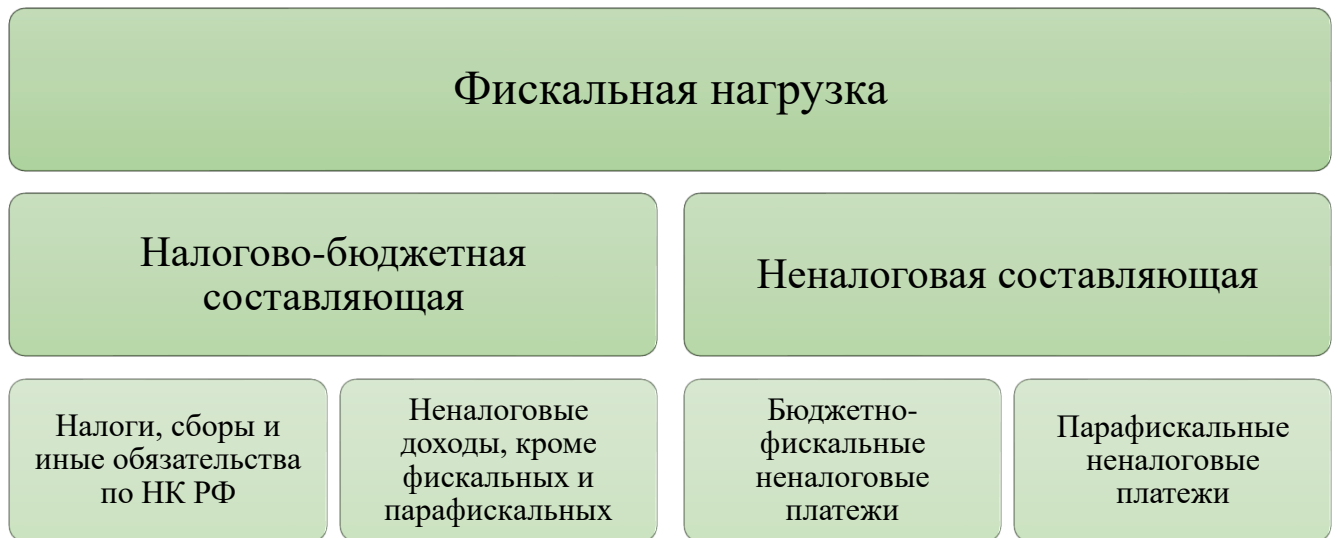 Фискальная нагрузка
Налогово-бюджетная
составляющая
Неналоговая составляющая
Налоги, сборы и
иные обязательства
по НК РФ
Неналоговые
доходы, кроме
фискальных и
парафискальных
Бюджетно-
фискальные
неналоговые
платежи
Парафискальные
неналоговые
платежи